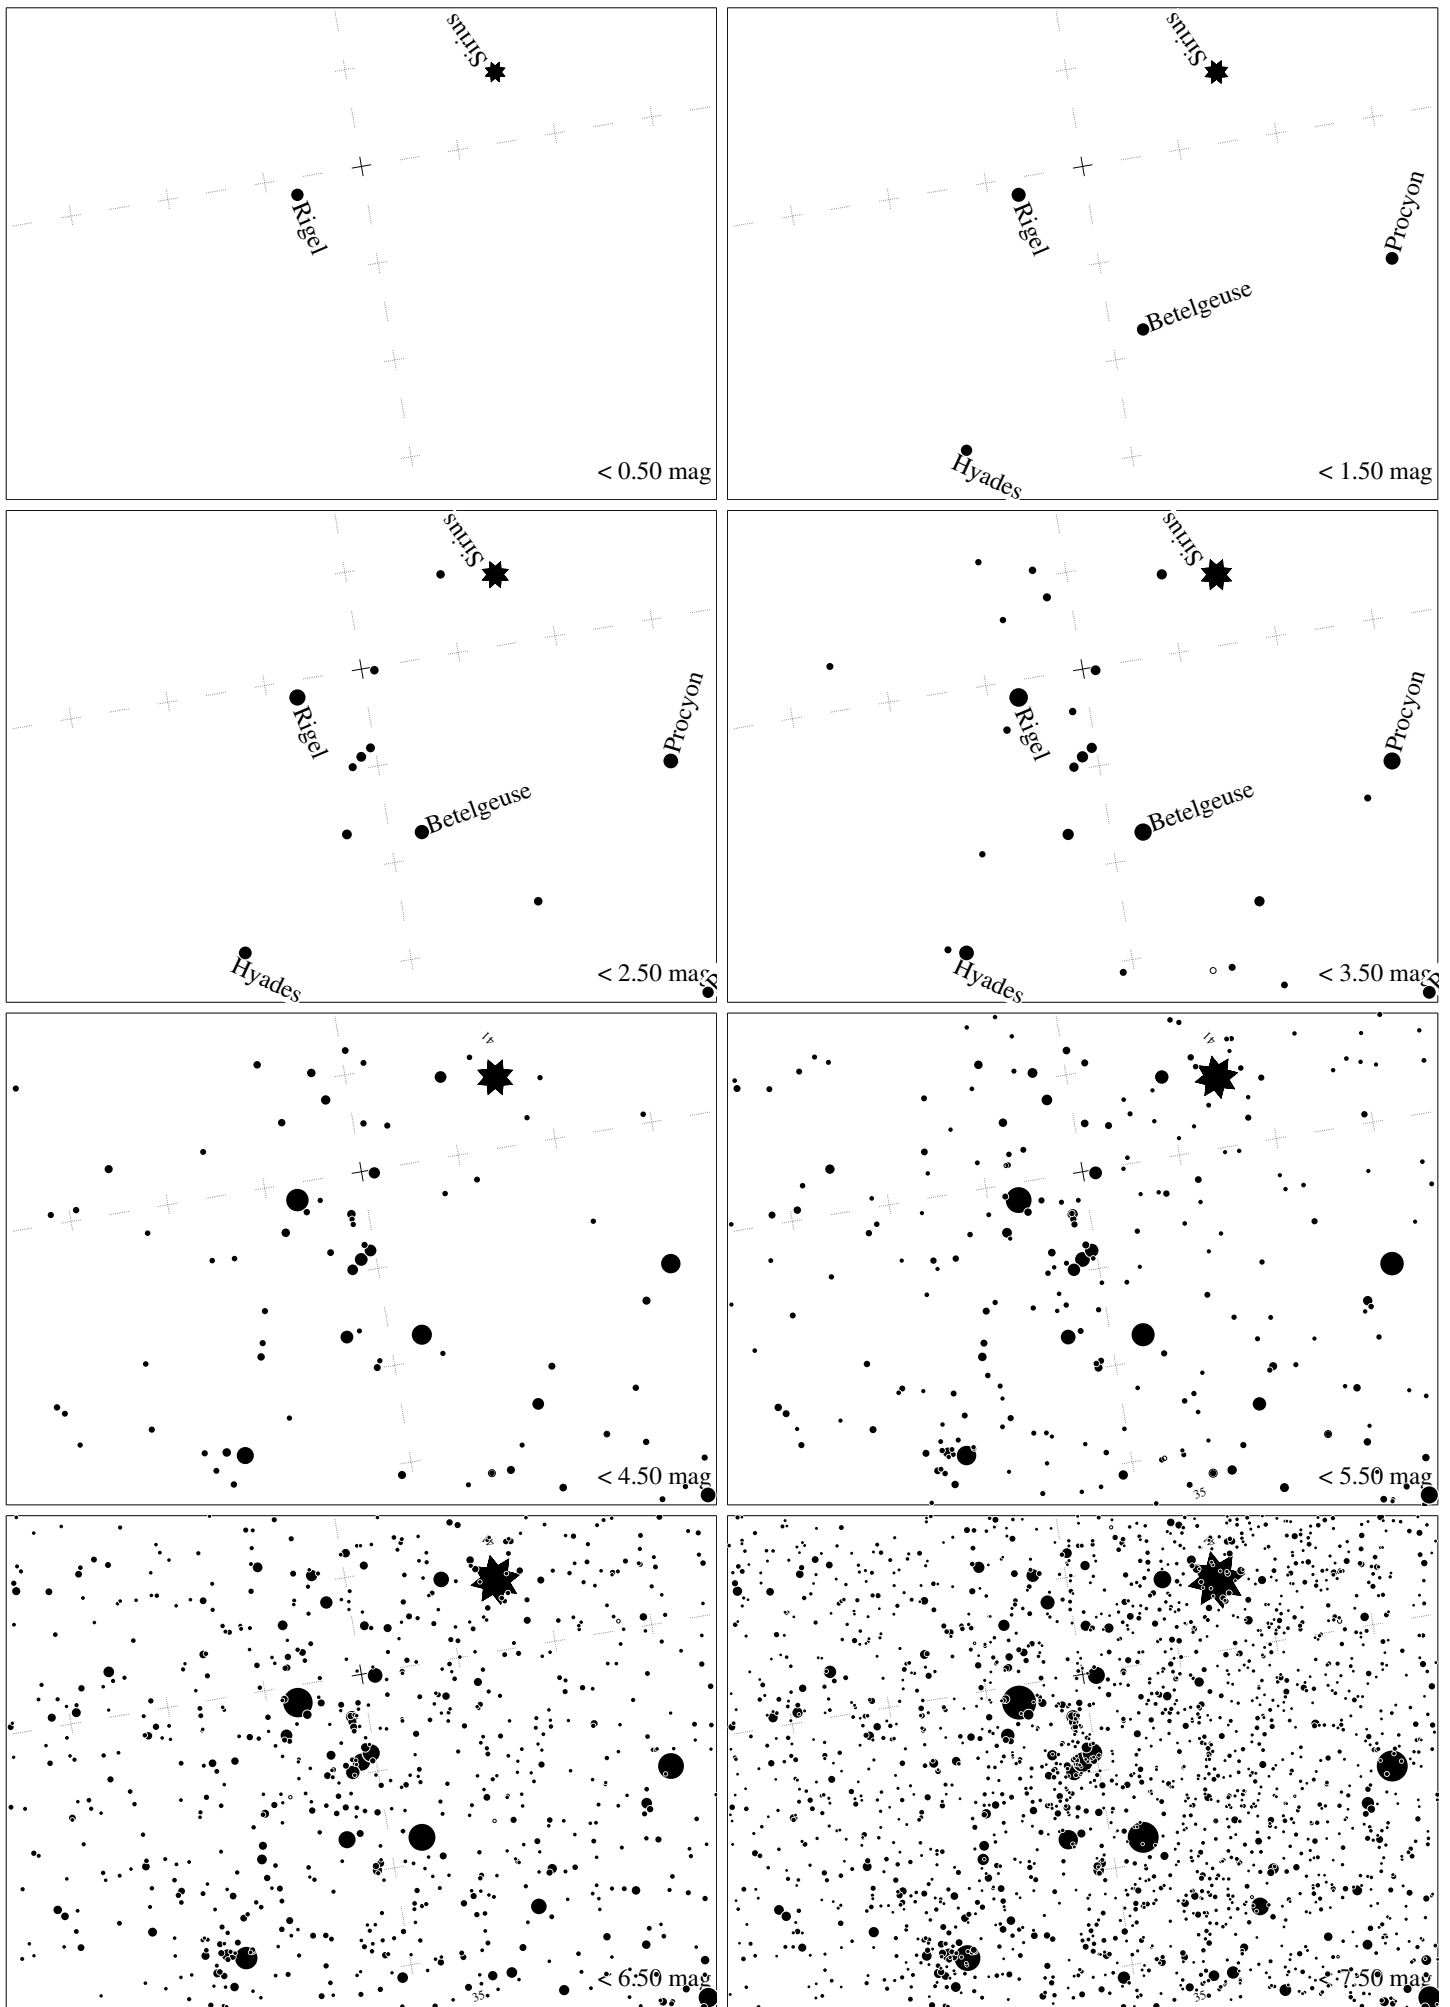 Sirius
Rigel
< 0.50 mag
Sirius
Rigel
Procyon
Betelgeuse
Hyades
< 1.50 mag
Sirius
Rigel
Procyon
Betelgeuse
Hyades
< 2.50 mag
Sirius
Rigel
Procyon
Betelgeuse
Hyades
< 3.50 mag
41
< 4.50 mag
41
35
< 5.50 mag
35
< 6.50 mag
35
< 7.50 mag